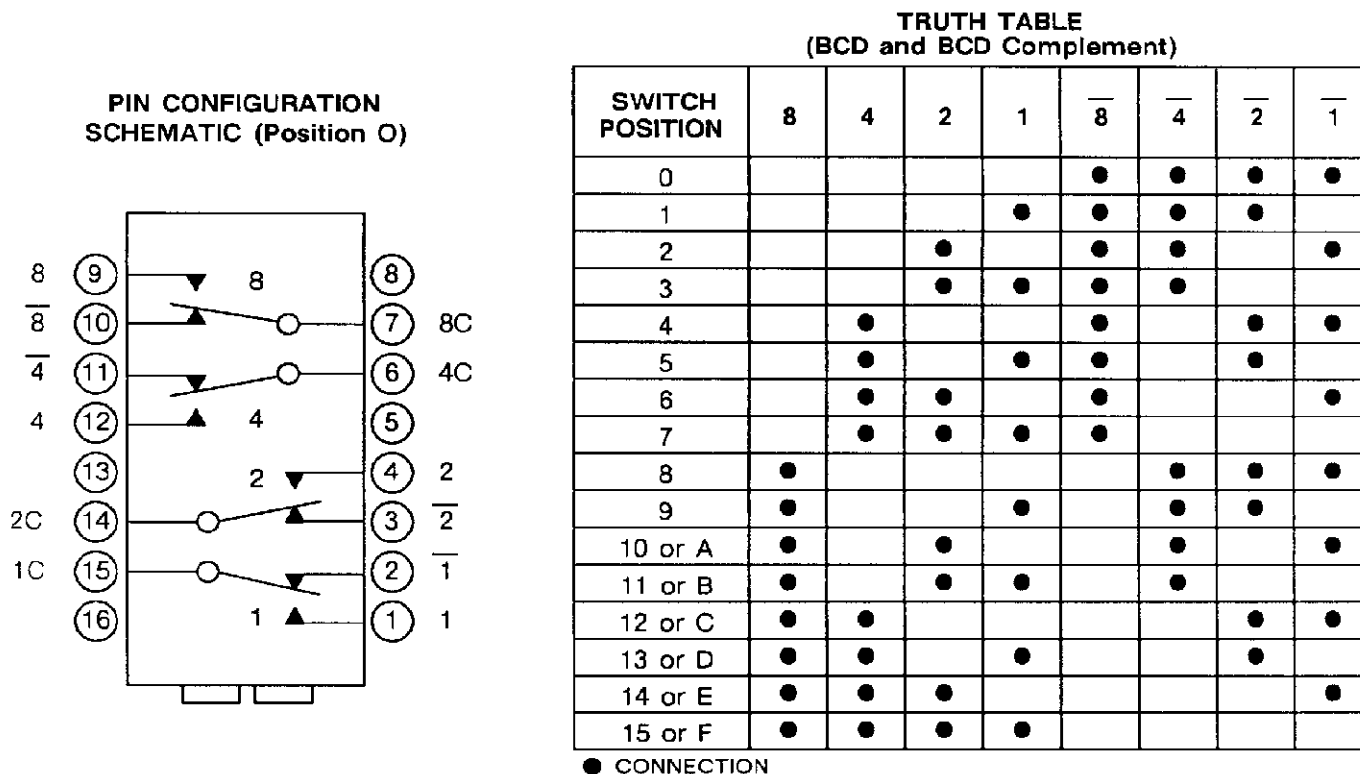 PIN CONFIGURATION
SCHEMATIC (Position O)
8 9 8 8
8̅ 10 7 8C
4̅ 11 6 4C
4 12 4 5
13 2 4 2
2C 14 3 2̅
1C 15 2 1̅
16 1 1 1
TRUTH TABLE
(BCD and BCD Complement)
SWITCH POSITION 8 4 2 1 8̅ 4̅ 2̅ 1̅
0 ● ● ● ●
1 ● ● ● ●
2 ● ● ● ●
3 ● ● ● ●
4 ● ● ● ●
5 ● ● ● ●
6 ● ● ● ●
7 ● ● ● ●
8 ● ● ● ●
9 ● ● ● ●
10 or A ● ● ● ●
11 or B ● ● ● ●
12 or C ● ● ● ●
13 or D ● ● ● ●
14 or E ● ● ● ●
15 or F ● ● ● ●
● CONNECTION